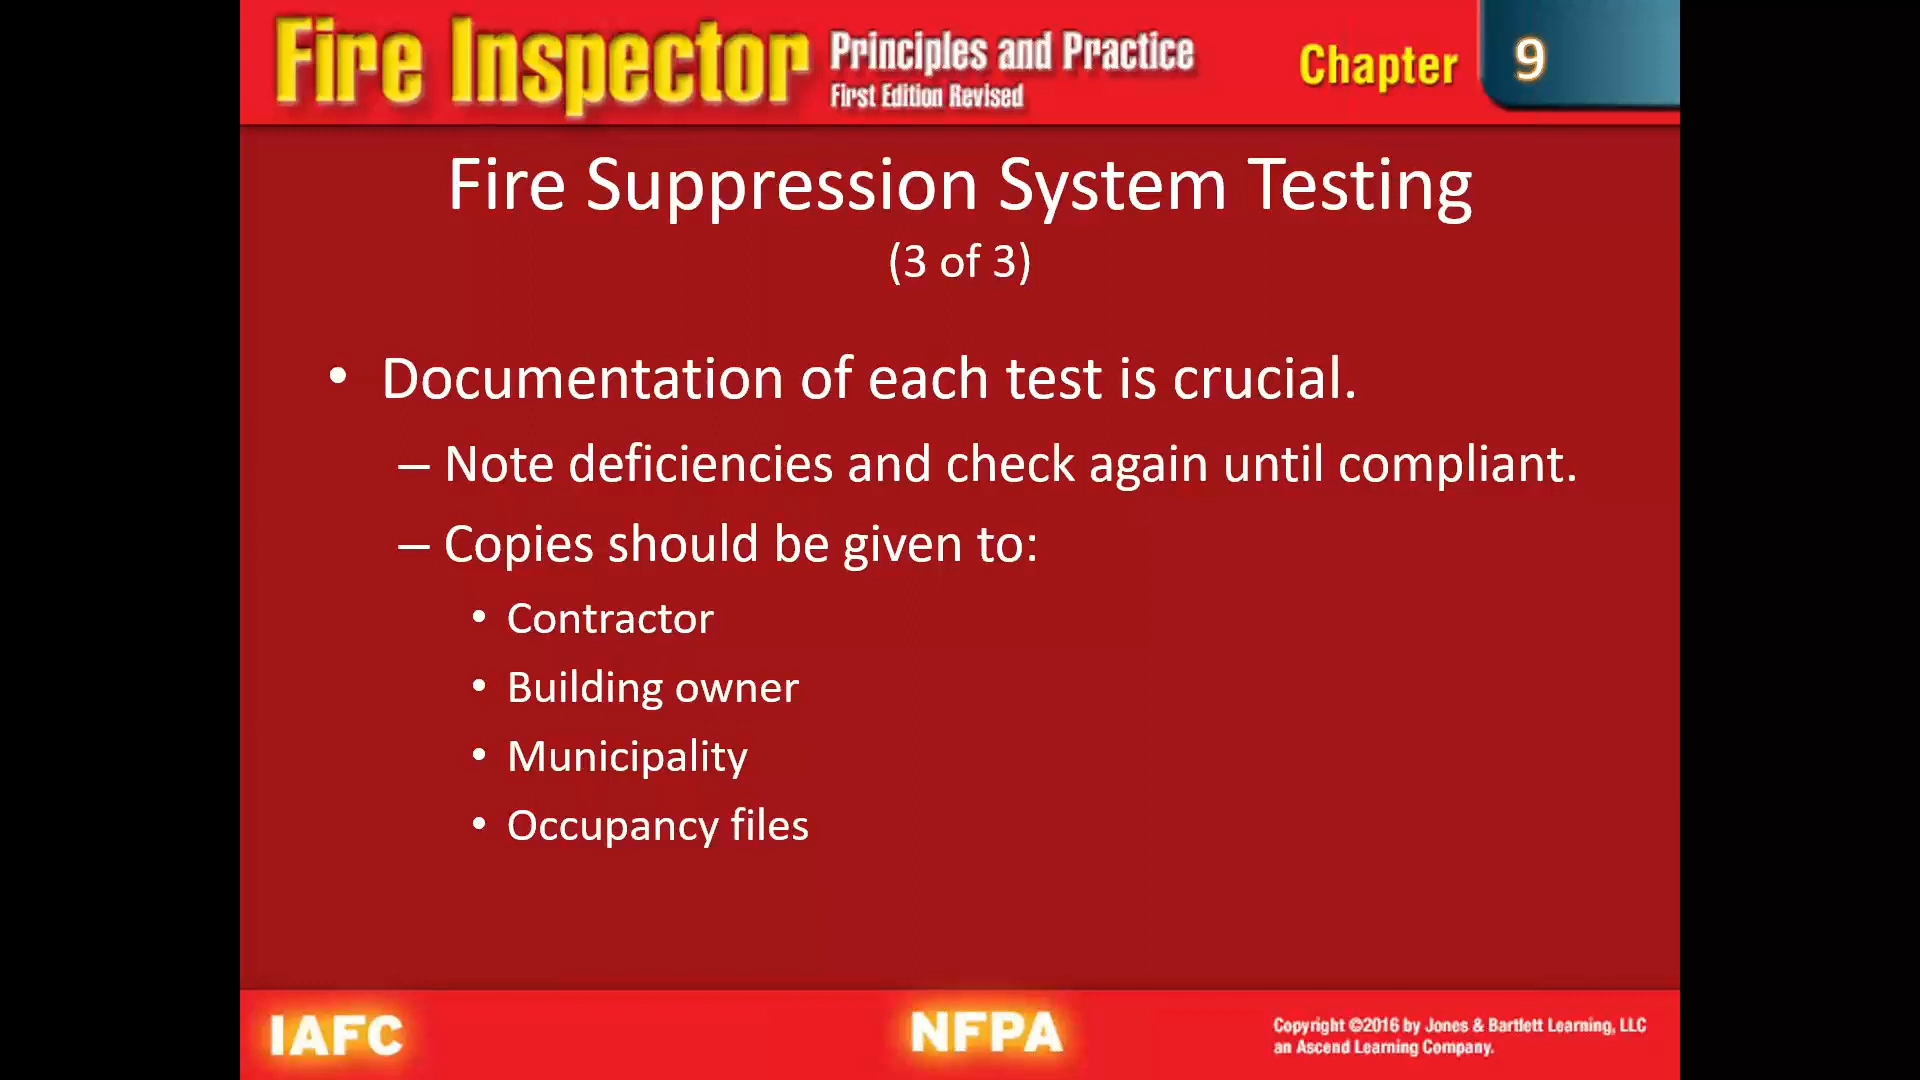 Fire Inspector Principles and Practice
First Edition Revised
Chapter 9
Fire Suppression System Testing
(3 of 3)
• Documentation of each test is crucial.
– Note deficiencies and check again until compliant.
– Copies should be given to:
• Contractor
• Building owner
• Municipality
• Occupancy files
IAFC
NFPA
Copyright ©2016 by Jones & Bartlett Learning, LLC
an Ascend Learning Company.